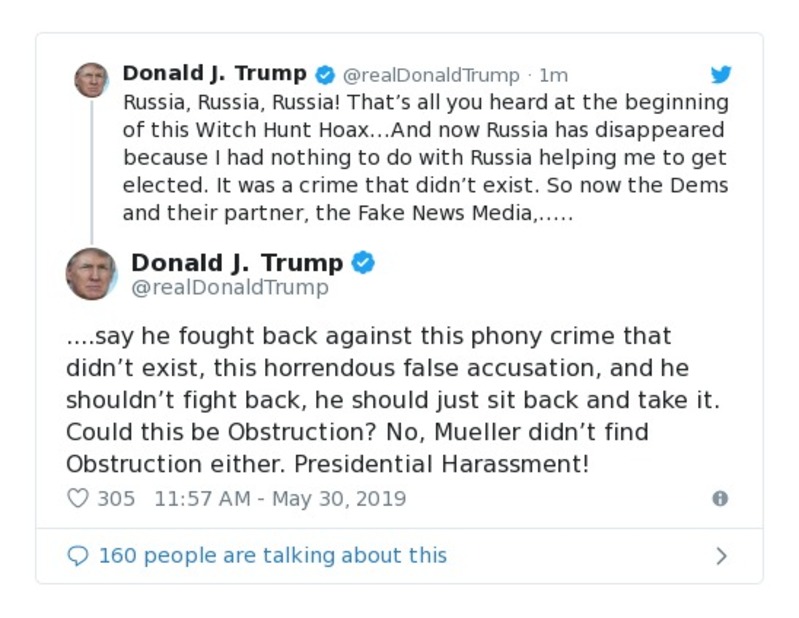 Donald J. Trump @realDonaldTrump · 1m
Russia, Russia, Russia! That’s all you heard at the beginning
of this Witch Hunt Hoax...And now Russia has disappeared
because I had nothing to do with Russia helping me to get
elected. It was a crime that didn’t exist. So now the Dems
and their partner, the Fake News Media,.....
Donald J. Trump
@realDonaldTrump
....say he fought back against this phony crime that
didn’t exist, this horrendous false accusation, and he
shouldn’t fight back, he should just sit back and take it.
Could this be Obstruction? No, Mueller didn’t find
Obstruction either. Presidential Harassment!
305 11:57 AM - May 30, 2019
160 people are talking about this